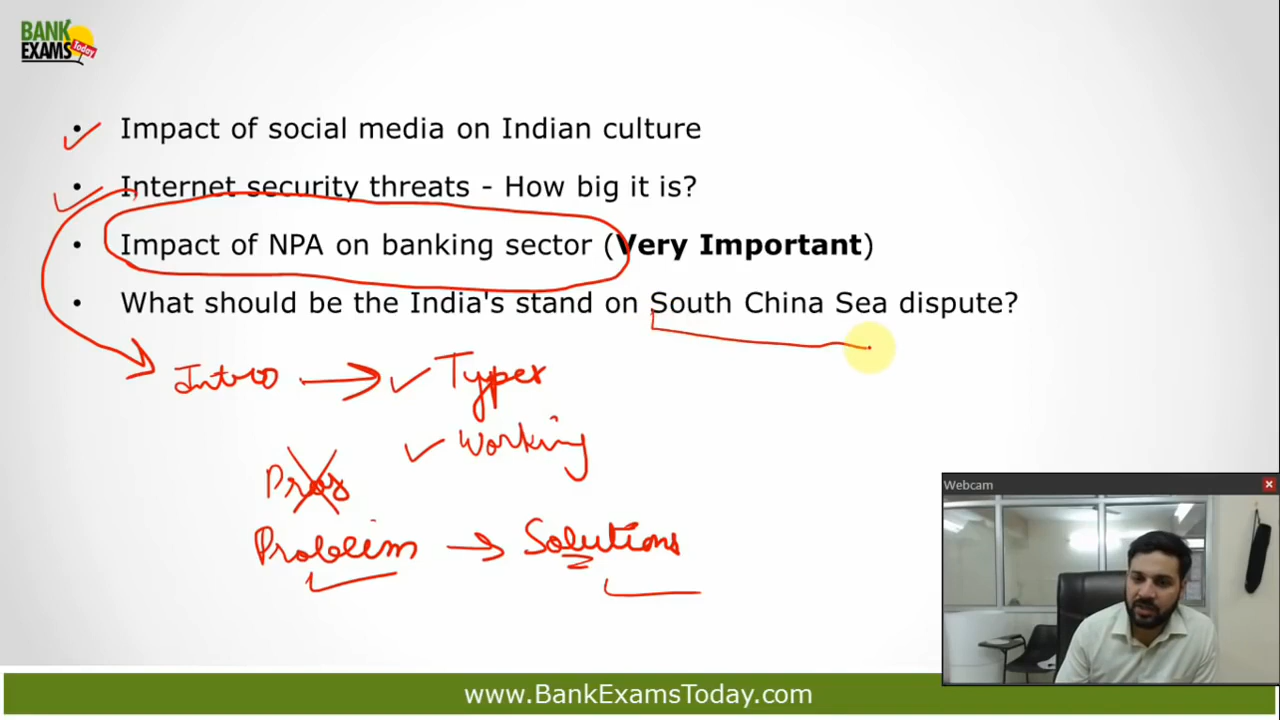 BANK
EXAMS Today
• Impact of social media on Indian culture
• Internet security threats - How big it is?
• Impact of NPA on banking sector (Very Important)
• What should be the India's stand on South China Sea dispute?
Intro → Types
Working
Pros
Problem → Solutions
Webcam
www.BankExamsToday.com